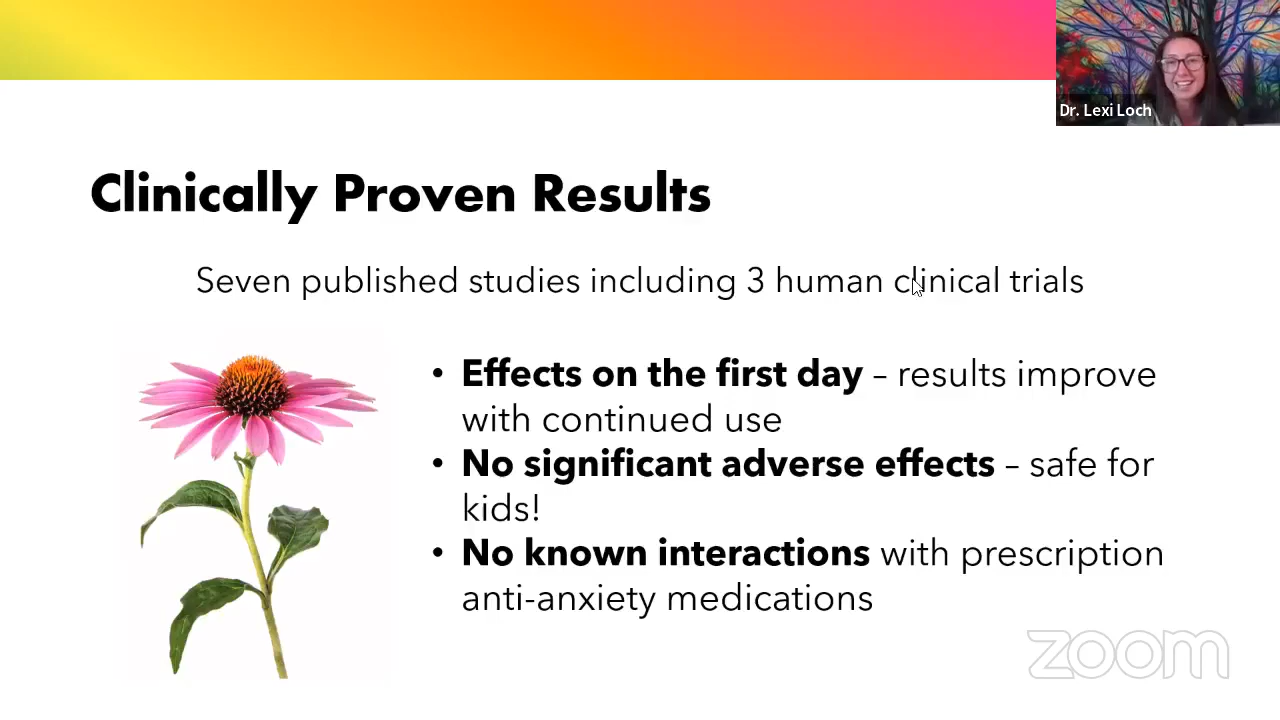 Dr. Lexi Loch
Clinically Proven Results
Seven published studies including 3 human clinical trials
• Effects on the first day – results improve
with continued use
• No significant adverse effects – safe for
kids!
• No known interactions with prescription
anti-anxiety medications
zoom